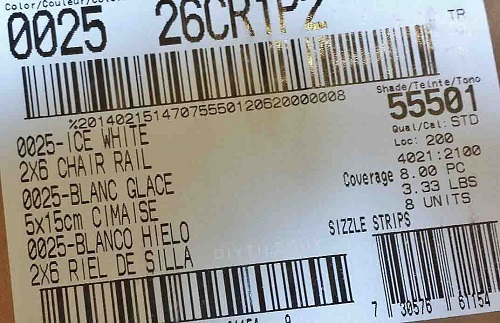 Color/Couleur/Color
0025 26CR1P2 TP
%2014021514707555501206200000008
Shade/Teinte/Tono
55501
Qual/Cal: STD
Loc: 200
4021:2100
Coverage 8.00 PC
3.33 LBS
8 UNITS
0025-ICE WHITE
2X6 CHAIR RAIL
0025-BLANC GLACE
5x15cm CIMAISE
0025-BLANCO HIELO
2X6 RIEL DE SILLA
SIZZLE STRIPS
7 30576 61154